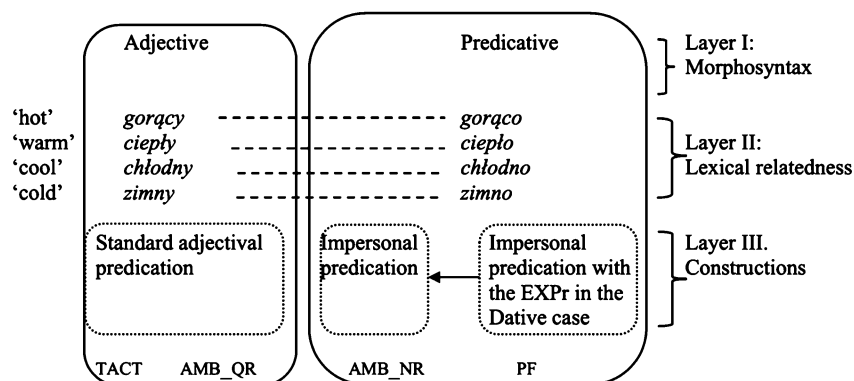 Adjective Predicative Layer I:
Morphosyntax
‘hot’ gorący gorąco
‘warm’ ciepły ciepło Layer II:
‘cool’ chłodny chłodno Lexical relatedness
‘cold’ zimny zimno
Standard adjectival Impersonal Impersonal Layer III.
predication predication predication with Constructions
the EXPr in the
Dative case
TACT AMB_QR AMB_NR PF